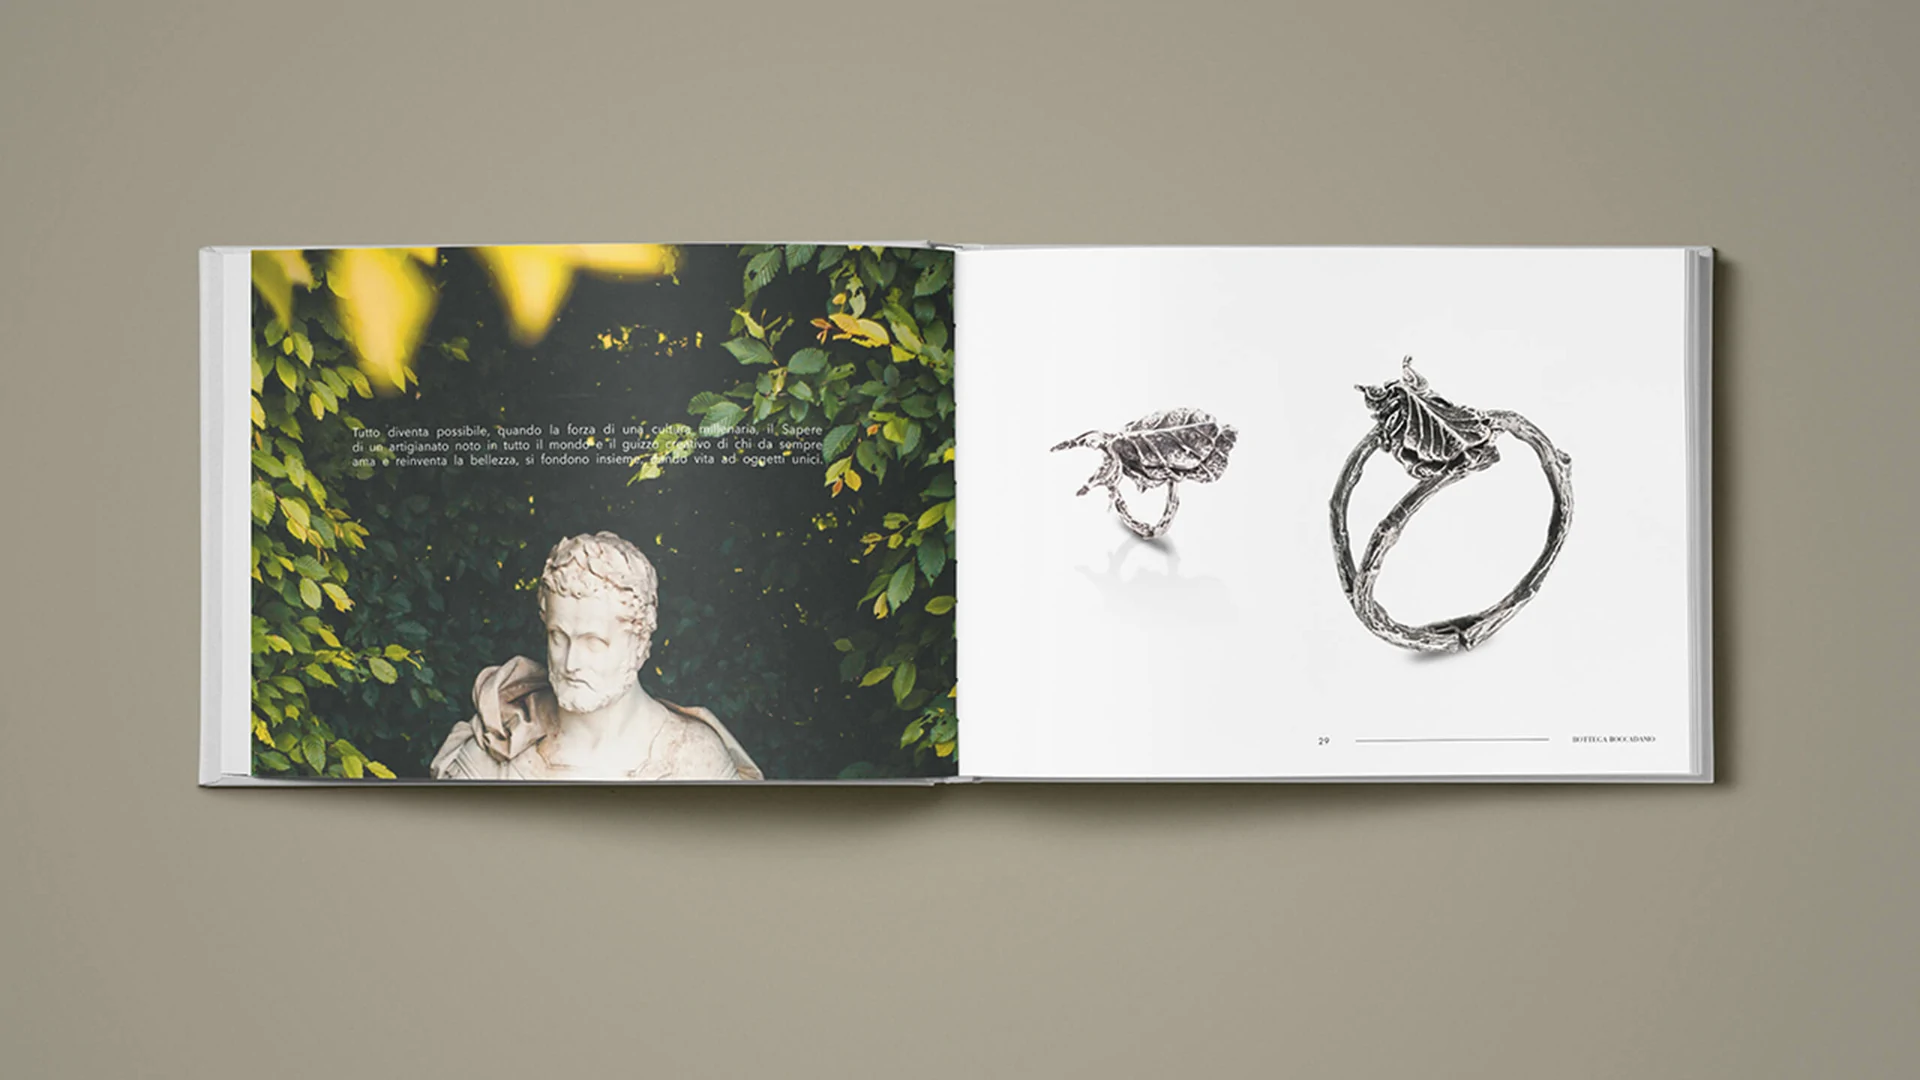 Tutto diventa possibile, quando la forza di una cultura millenaria, il Sapere
di un artigianato noto in tutto il mondo e il guizzo creativo di chi da sempre
ama e reinventa la bellezza, si fondono insieme, dando vita ad oggetti unici.
29
BOTTEGA BOCCADAMO